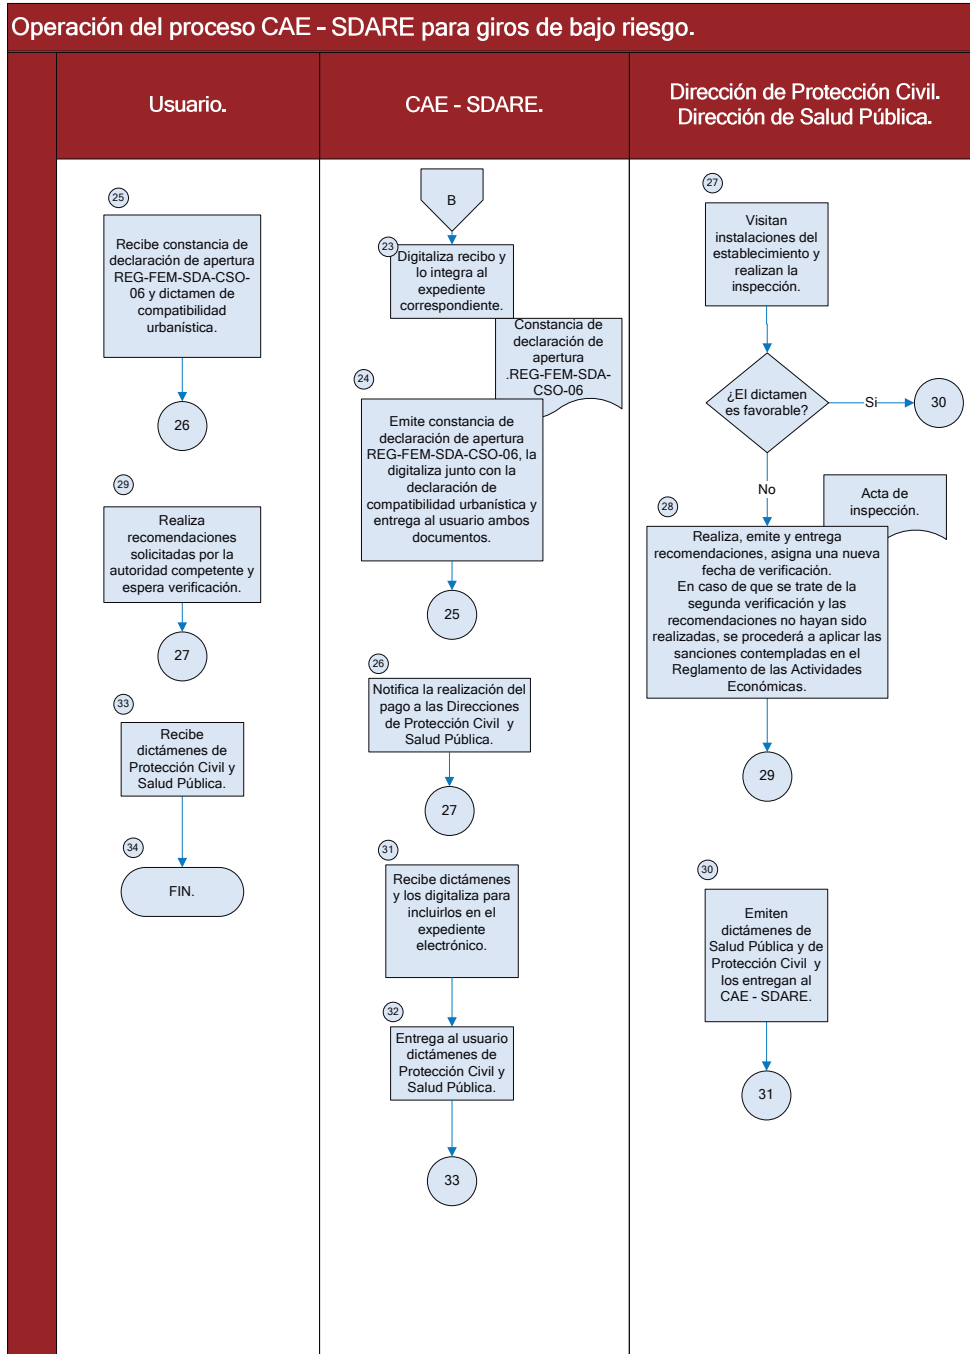 Operación del proceso CAE - SDARE para giros de bajo riesgo.
Usuario.
CAE - SDARE.
Dirección de Protección Civil.
Dirección de Salud Pública.
25
Recibe constancia de
declaración de apertura
REG-FEM-SDA-CSO-
06 y dictamen de
compatibilidad
urbanística.
26
29
Realiza
recomendaciones
solicitadas por la
autoridad competente y
espera verificación.
27
33
Recibe
dictámenes de
Protección Civil y
Salud Pública.
34
FIN.
B
23
Digitaliza recibo y
lo integra al
expediente
correspondiente.
Constancia de
declaración de
apertura
.REG-FEM-SDA-
CSO-06
24
Emite constancia de
declaración de apertura
REG-FEM-SDA-CSO-06, la
digitaliza junto con la
declaración de
compatibilidad urbanística y
entrega al usuario ambos
documentos.
25
26
Notifica la realización del
pago a las Direcciones
de Protección Civil y
Salud Pública.
27
31
Recibe dictámenes
y los digitaliza para
incluirlos en el
expediente
electrónico.
32
Entrega al usuario
dictámenes de
Protección Civil y
Salud Pública.
33
27
Visitan
instalaciones del
establecimiento y
realizan la
inspección.
¿El dictamen
es favorable?
Si
30
No
Acta de
inspección.
28
Realiza, emite y entrega
recomendaciones, asigna una nueva
fecha de verificación.
En caso de que se trate de la
segunda verificación y las
recomendaciones no hayan sido
realizadas, se procederá a aplicar las
sanciones contempladas en el
Reglamento de las Actividades
Económicas.
29
30
Emiten
dictámenes de
Salud Pública y de
Protección Civil y
los entregan al
CAE - SDARE.
31